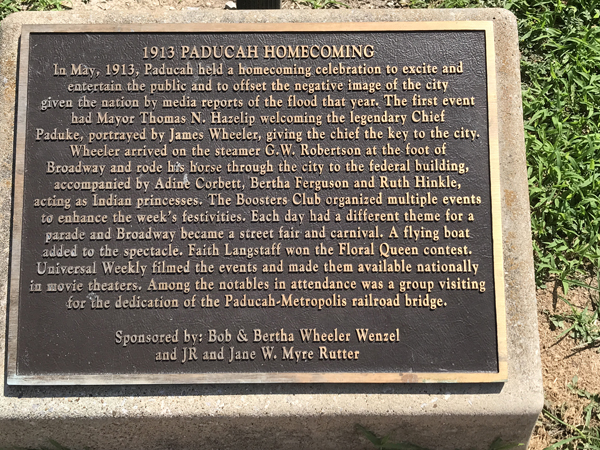 1913 PADUCAH HOMECOMING
In May, 1913, Paducah held a homecoming celebration to excite and
entertain the public and to offset the negative image of the city
given the nation by media reports of the flood that year. The first event
had Mayor Thomas N. Hazelip welcoming the legendary Chief
Paduke, portrayed by James Wheeler, giving the chief the key to the city.
Wheeler arrived on the steamer G.W. Robertson at the foot of
Broadway and rode his horse through the city to the federal building,
accompanied by Adine Corbett, Bertha Ferguson and Ruth Hinkle,
acting as Indian princesses. The Boosters Club organized multiple events
to enhance the week's festivities. Each day had a different theme for a
parade and Broadway became a street fair and carnival. A flying boat
added to the spectacle. Faith Langstaff won the Floral Queen contest.
Universal Weekly filmed the events and made them available nationally
in movie theaters. Among the notables in attendance was a group visiting
for the dedication of the Paducah-Metropolis railroad bridge.
Sponsored by: Bob & Bertha Wheeler Wenzel
and JR and Jane W. Myre Rutter